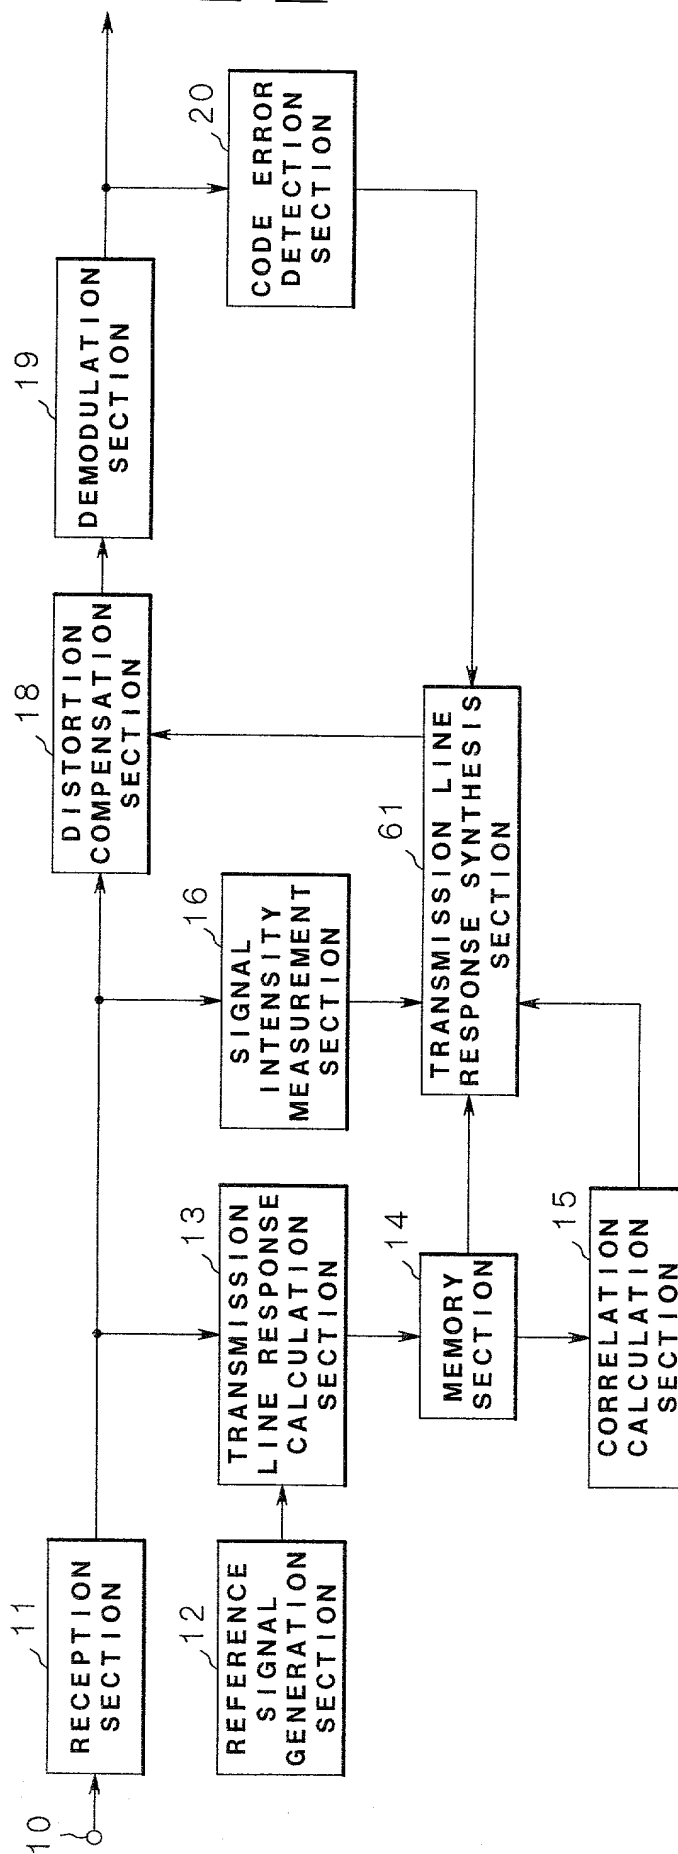 10
11
RECEPTION
SECTION
12
REFERENCE
SIGNAL
GENERATION
SECTION
13
TRANSMISSION
LINE RESPONSE
CALCULATION
SECTION
14
MEMORY
SECTION
15
CORRELATION
CALCULATION
SECTION
16
SIGNAL
INTENSITY
MEASUREMENT
SECTION
61
TRANSMISSION LINE
RESPONSE SYNTHESIS
SECTION
18
DISTORTION
COMPENSATION
SECTION
19
DEMODULATION
SECTION
20
CODE ERROR
DETECTION
SECTION